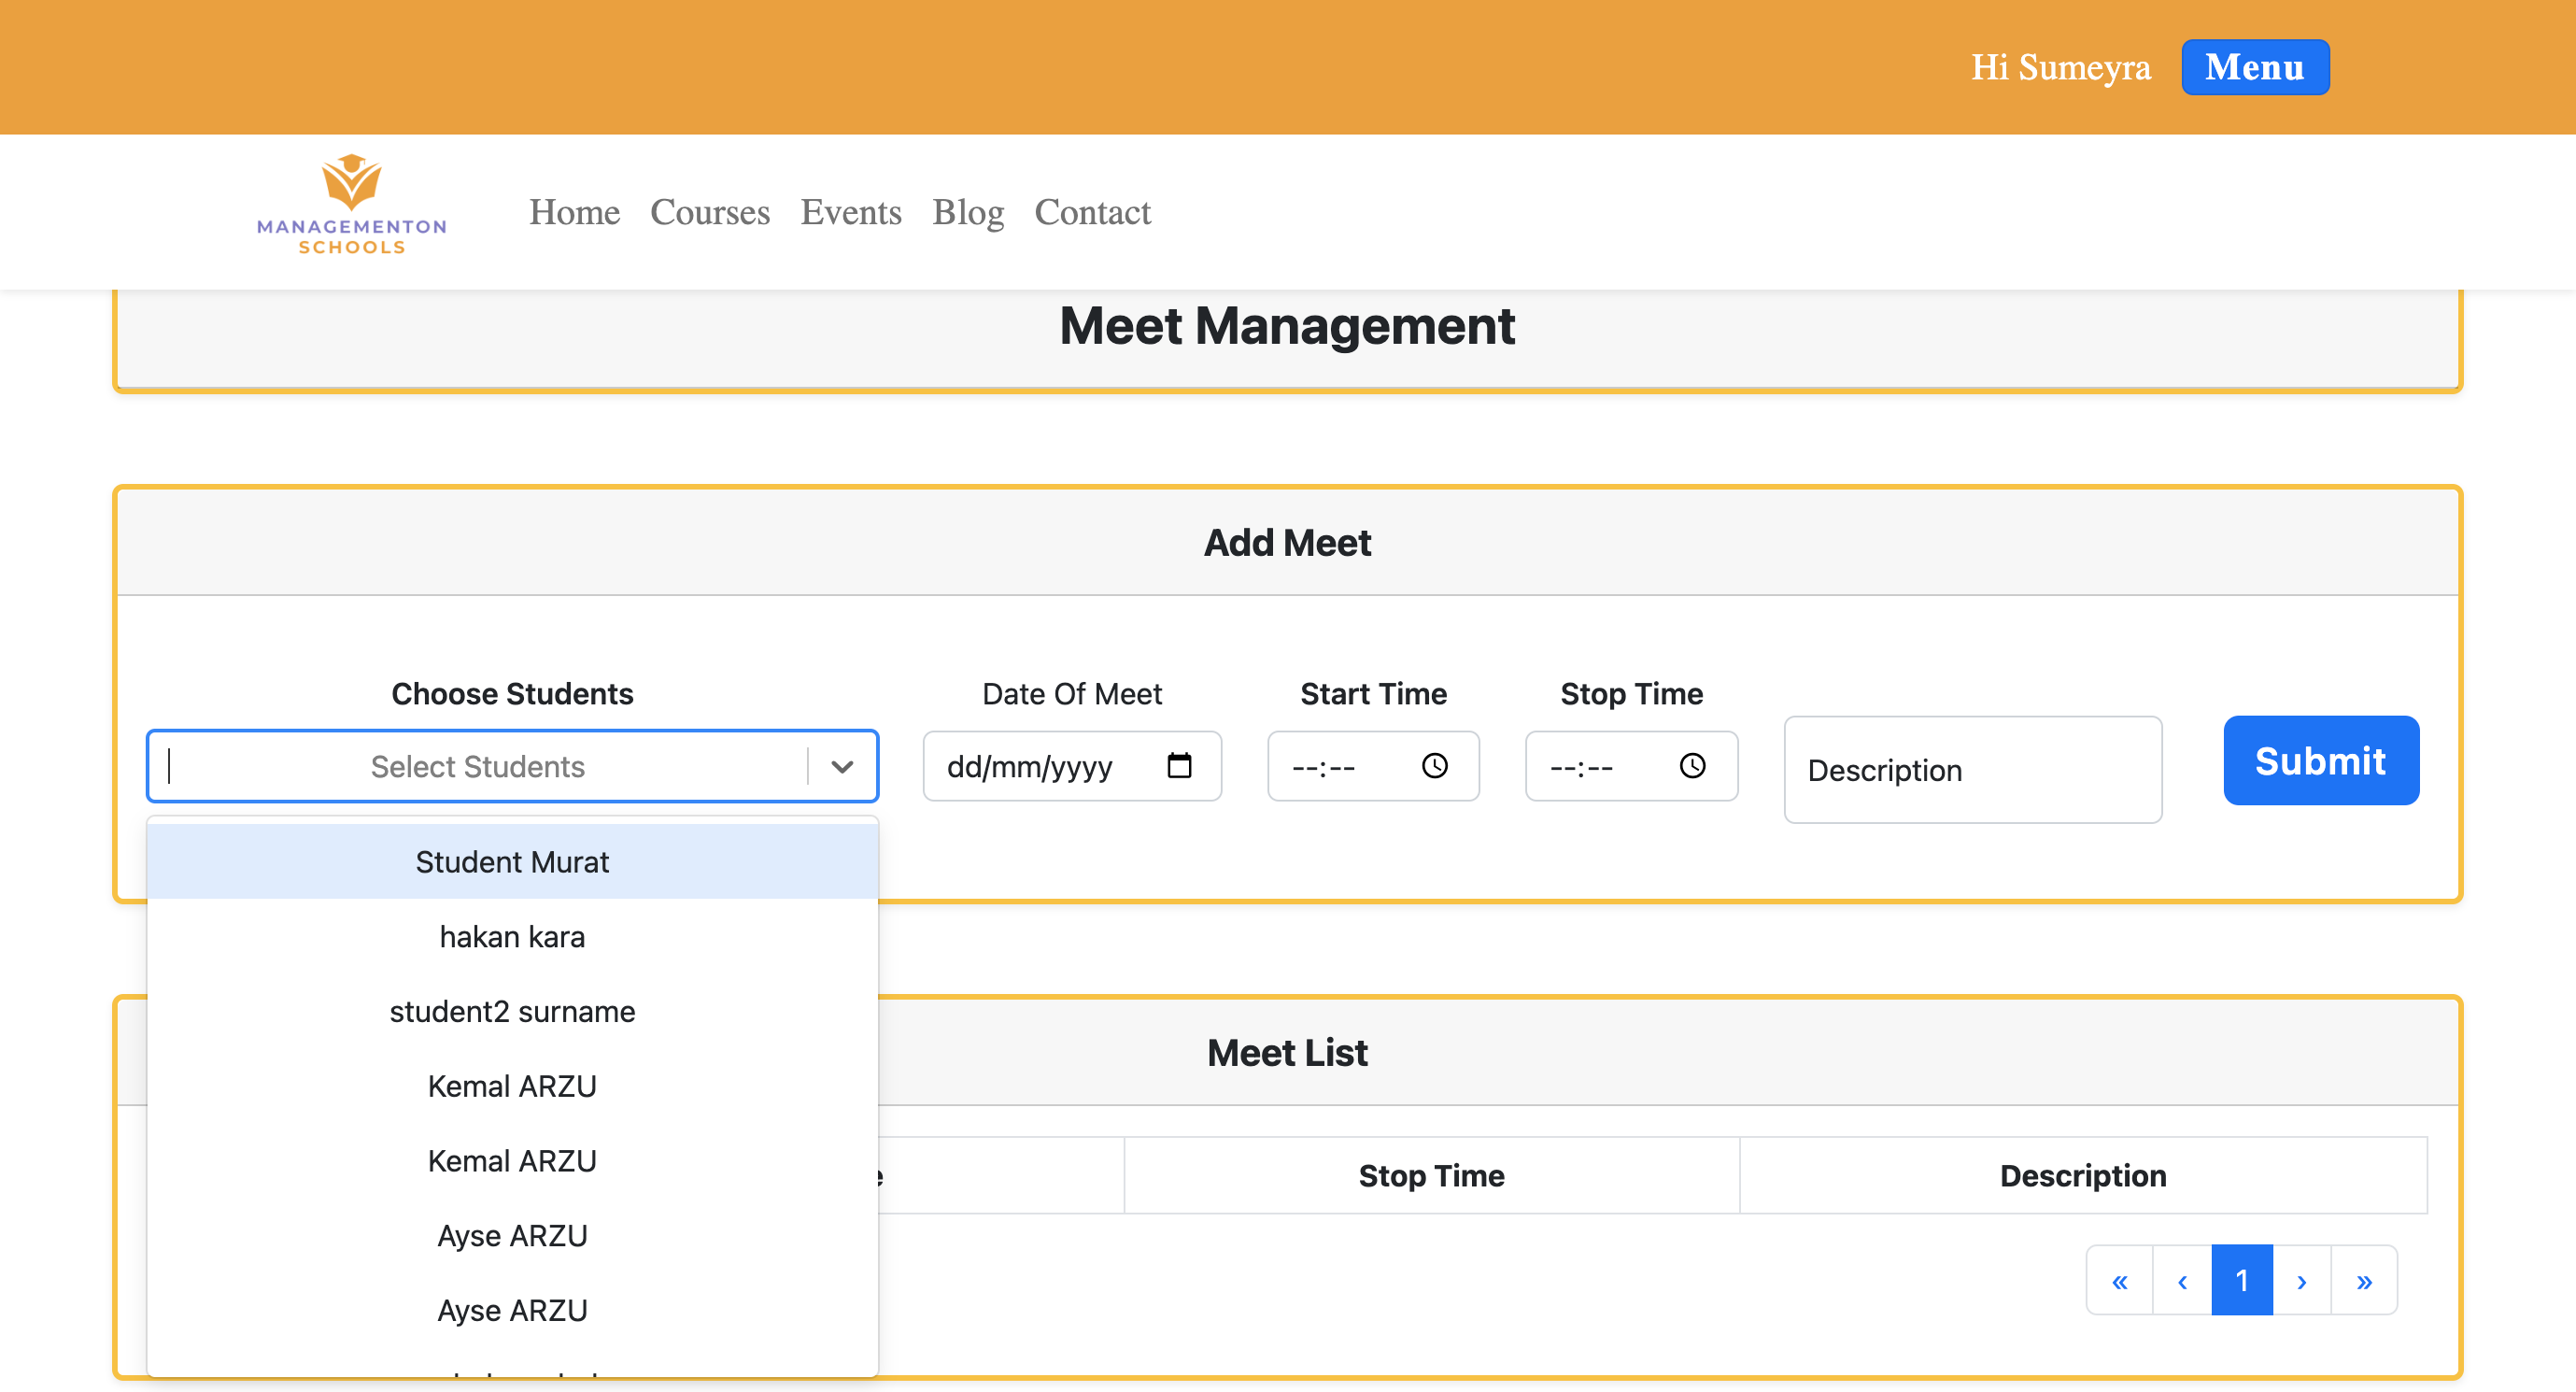 Hi Sumeyra Menu
MANAGEMENTON
SCHOOLS
Home Courses Events Blog Contact
Meet Management
Add Meet
Choose Students Date Of Meet Start Time Stop Time
Select Students dd/mm/yyyy --:-- --:-- Description Submit
Student Murat
hakan kara
student2 surname
Kemal ARZU
Kemal ARZU
Ayse ARZU
Ayse ARZU
Meet List
Stop Time Description
« ‹ 1 › »